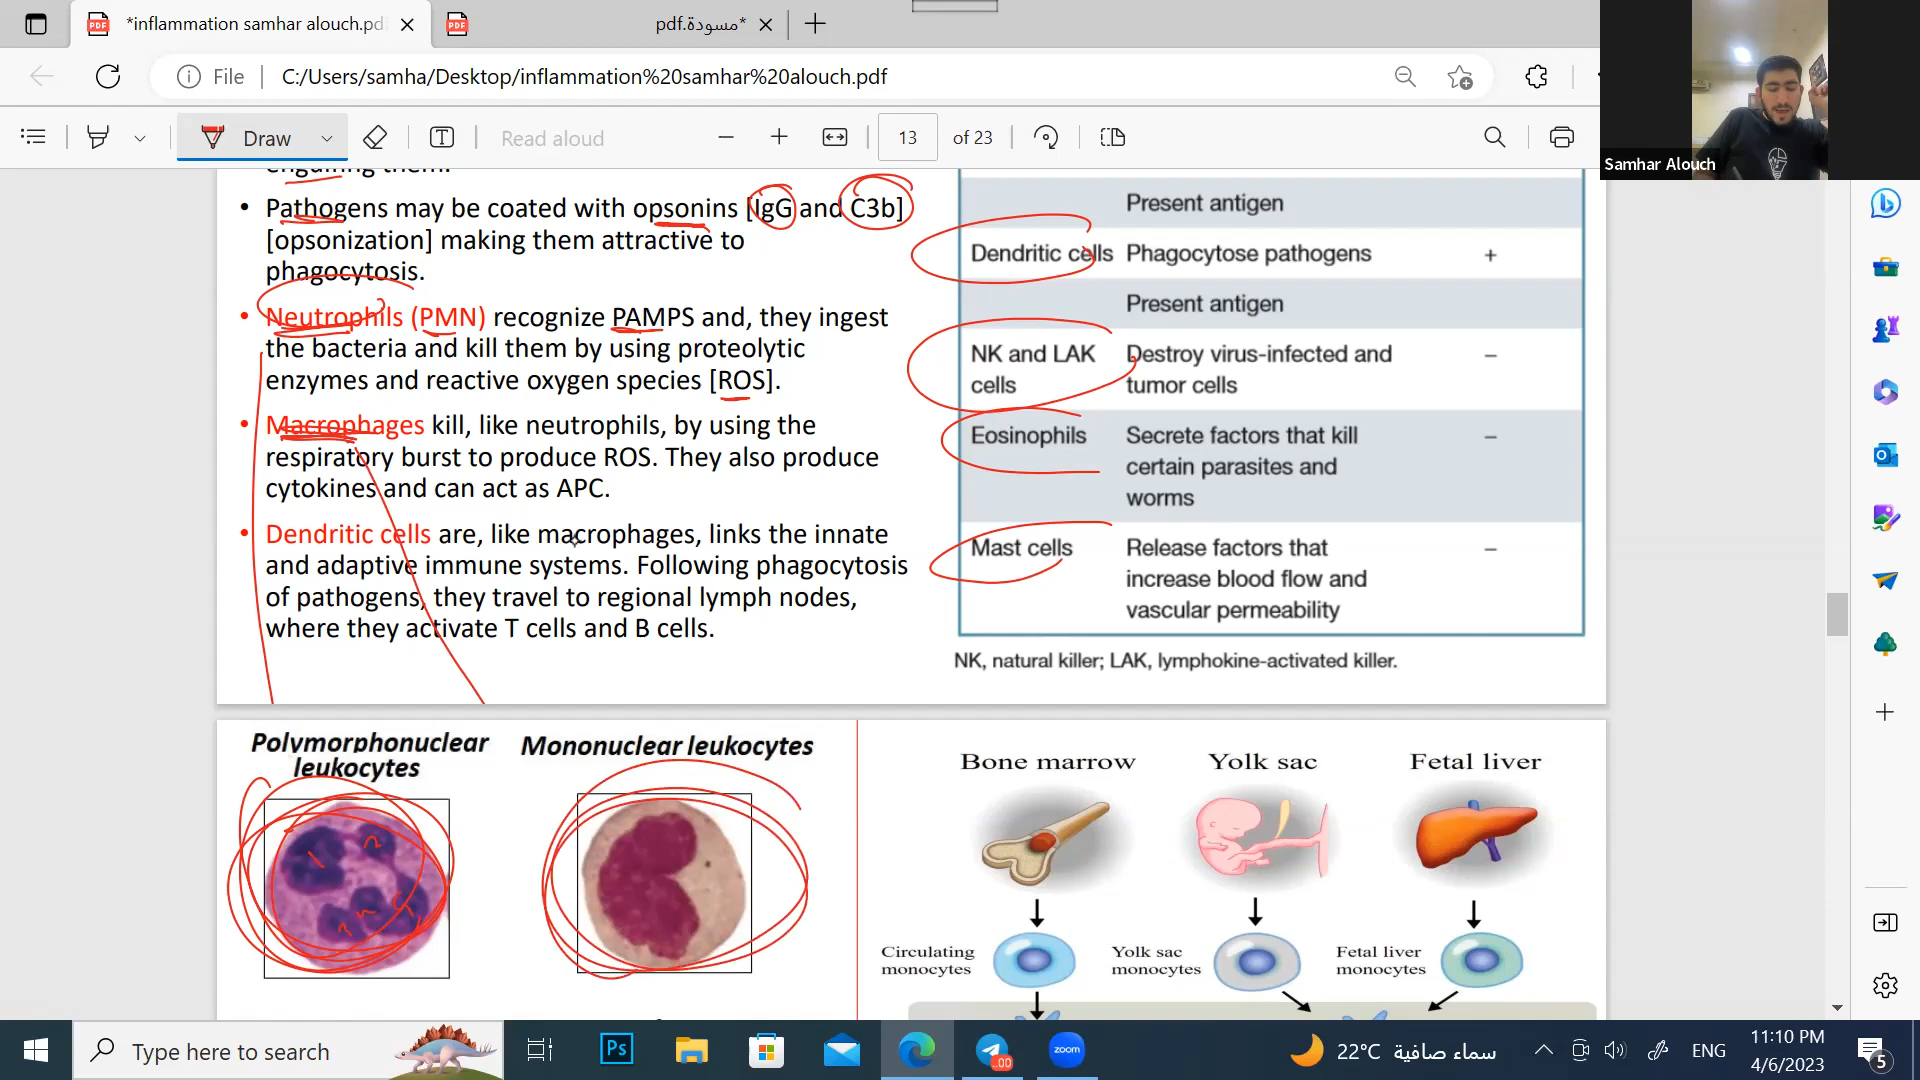 *inflammation samhar alouch.pd
*مسودة.pdf
File
C:/Users/samha/Desktop/inflammation%20samhar%20alouch.pdf
Draw
Read aloud
13
of 23
Samhar Alouch
engulfing them.
• Pathogens may be coated with opsonins [IgG and C3b]
[opsonization] making them attractive to
phagocytosis.
• Neutrophils (PMN) recognize PAMPS and, they ingest
the bacteria and kill them by using proteolytic
enzymes and reactive oxygen species [ROS].
• Macrophages kill, like neutrophils, by using the
respiratory burst to produce ROS. They also produce
cytokines and can act as APC.
• Dendritic cells are, like macrophages, links the innate
and adaptive immune systems. Following phagocytosis
of pathogens, they travel to regional lymph nodes,
where they activate T cells and B cells.
Present antigen
Dendritic cells Phagocytose pathogens +
Present antigen
NK and LAK Destroy virus-infected and –
cells tumor cells
Eosinophils Secrete factors that kill –
certain parasites and
worms
Mast cells Release factors that –
increase blood flow and
vascular permeability
NK, natural killer; LAK, lymphokine-activated killer.
Polymorphonuclear
leukocytes
Mononuclear leukocytes
Bone marrow
Yolk sac
Fetal liver
Circulating
monocytes
Yolk sac
monocytes
Fetal liver
monocytes
Type here to search
Ps
.00
zoom
22°C سماء صافية
ENG
11:10 PM
4/6/2023
5